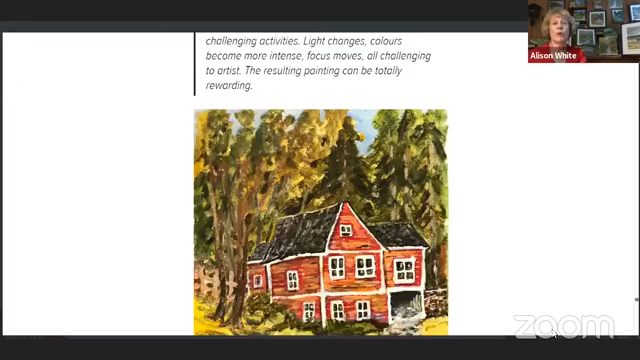 challenging activities. Light changes, colours
become more intense, focus moves, all challenging
to artist. The resulting painting can be totally
rewarding.
Alison White
zoom